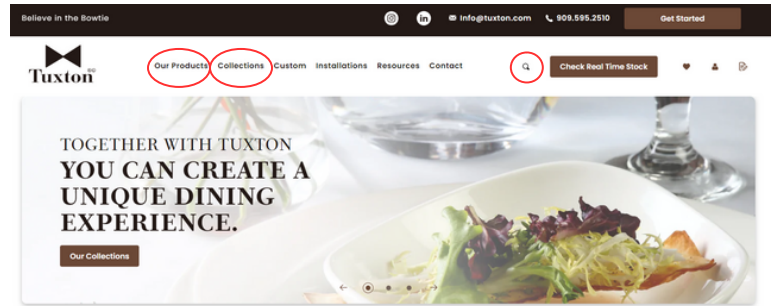 Believe in the Bowtie
Info@tuxton.com
909.595.2510
Get Started
Tuxton
Our Products
Collections
Custom
Installations
Resources
Contact
Check Real Time Stock
TOGETHER WITH TUXTON
YOU CAN CREATE A
UNIQUE DINING
EXPERIENCE.
Our Collections